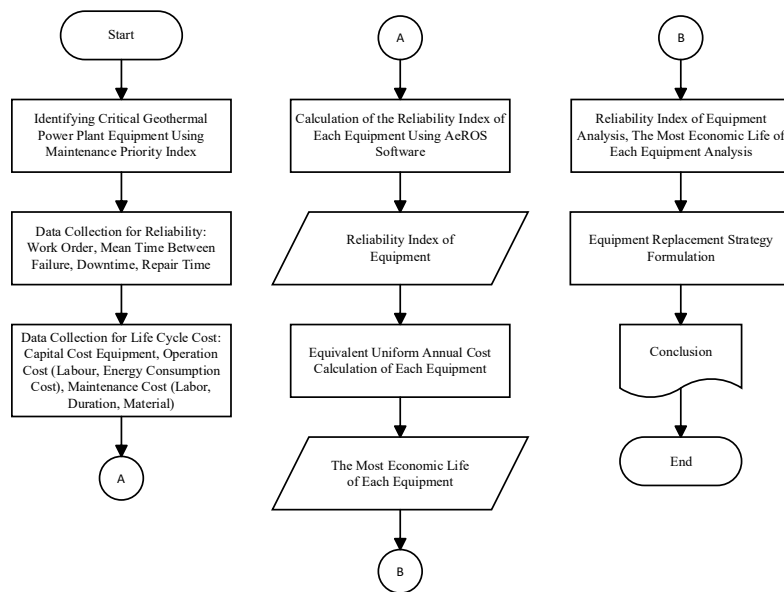 Start
Identifying Critical Geothermal
Power Plant Equipment Using
Maintenance Priority Index
Data Collection for Reliability:
Work Order, Mean Time Between
Failure, Downtime, Repair Time
Data Collection for Life Cycle Cost:
Capital Cost Equipment, Operation
Cost (Labour, Energy Consumption
Cost), Maintenance Cost (Labor,
Duration, Material)
A
A
Calculation of the Reliability Index of
Each Equipment Using AeROS
Software
Reliability Index of
Equipment
Equivalent Uniform Annual Cost
Calculation of Each Equipment
The Most Economic Life
of Each Equipment
B
B
Reliability Index of Equipment
Analysis, The Most Economic Life of
Each Equipment Analysis
Equipment Replacement Strategy
Formulation
Conclusion
End